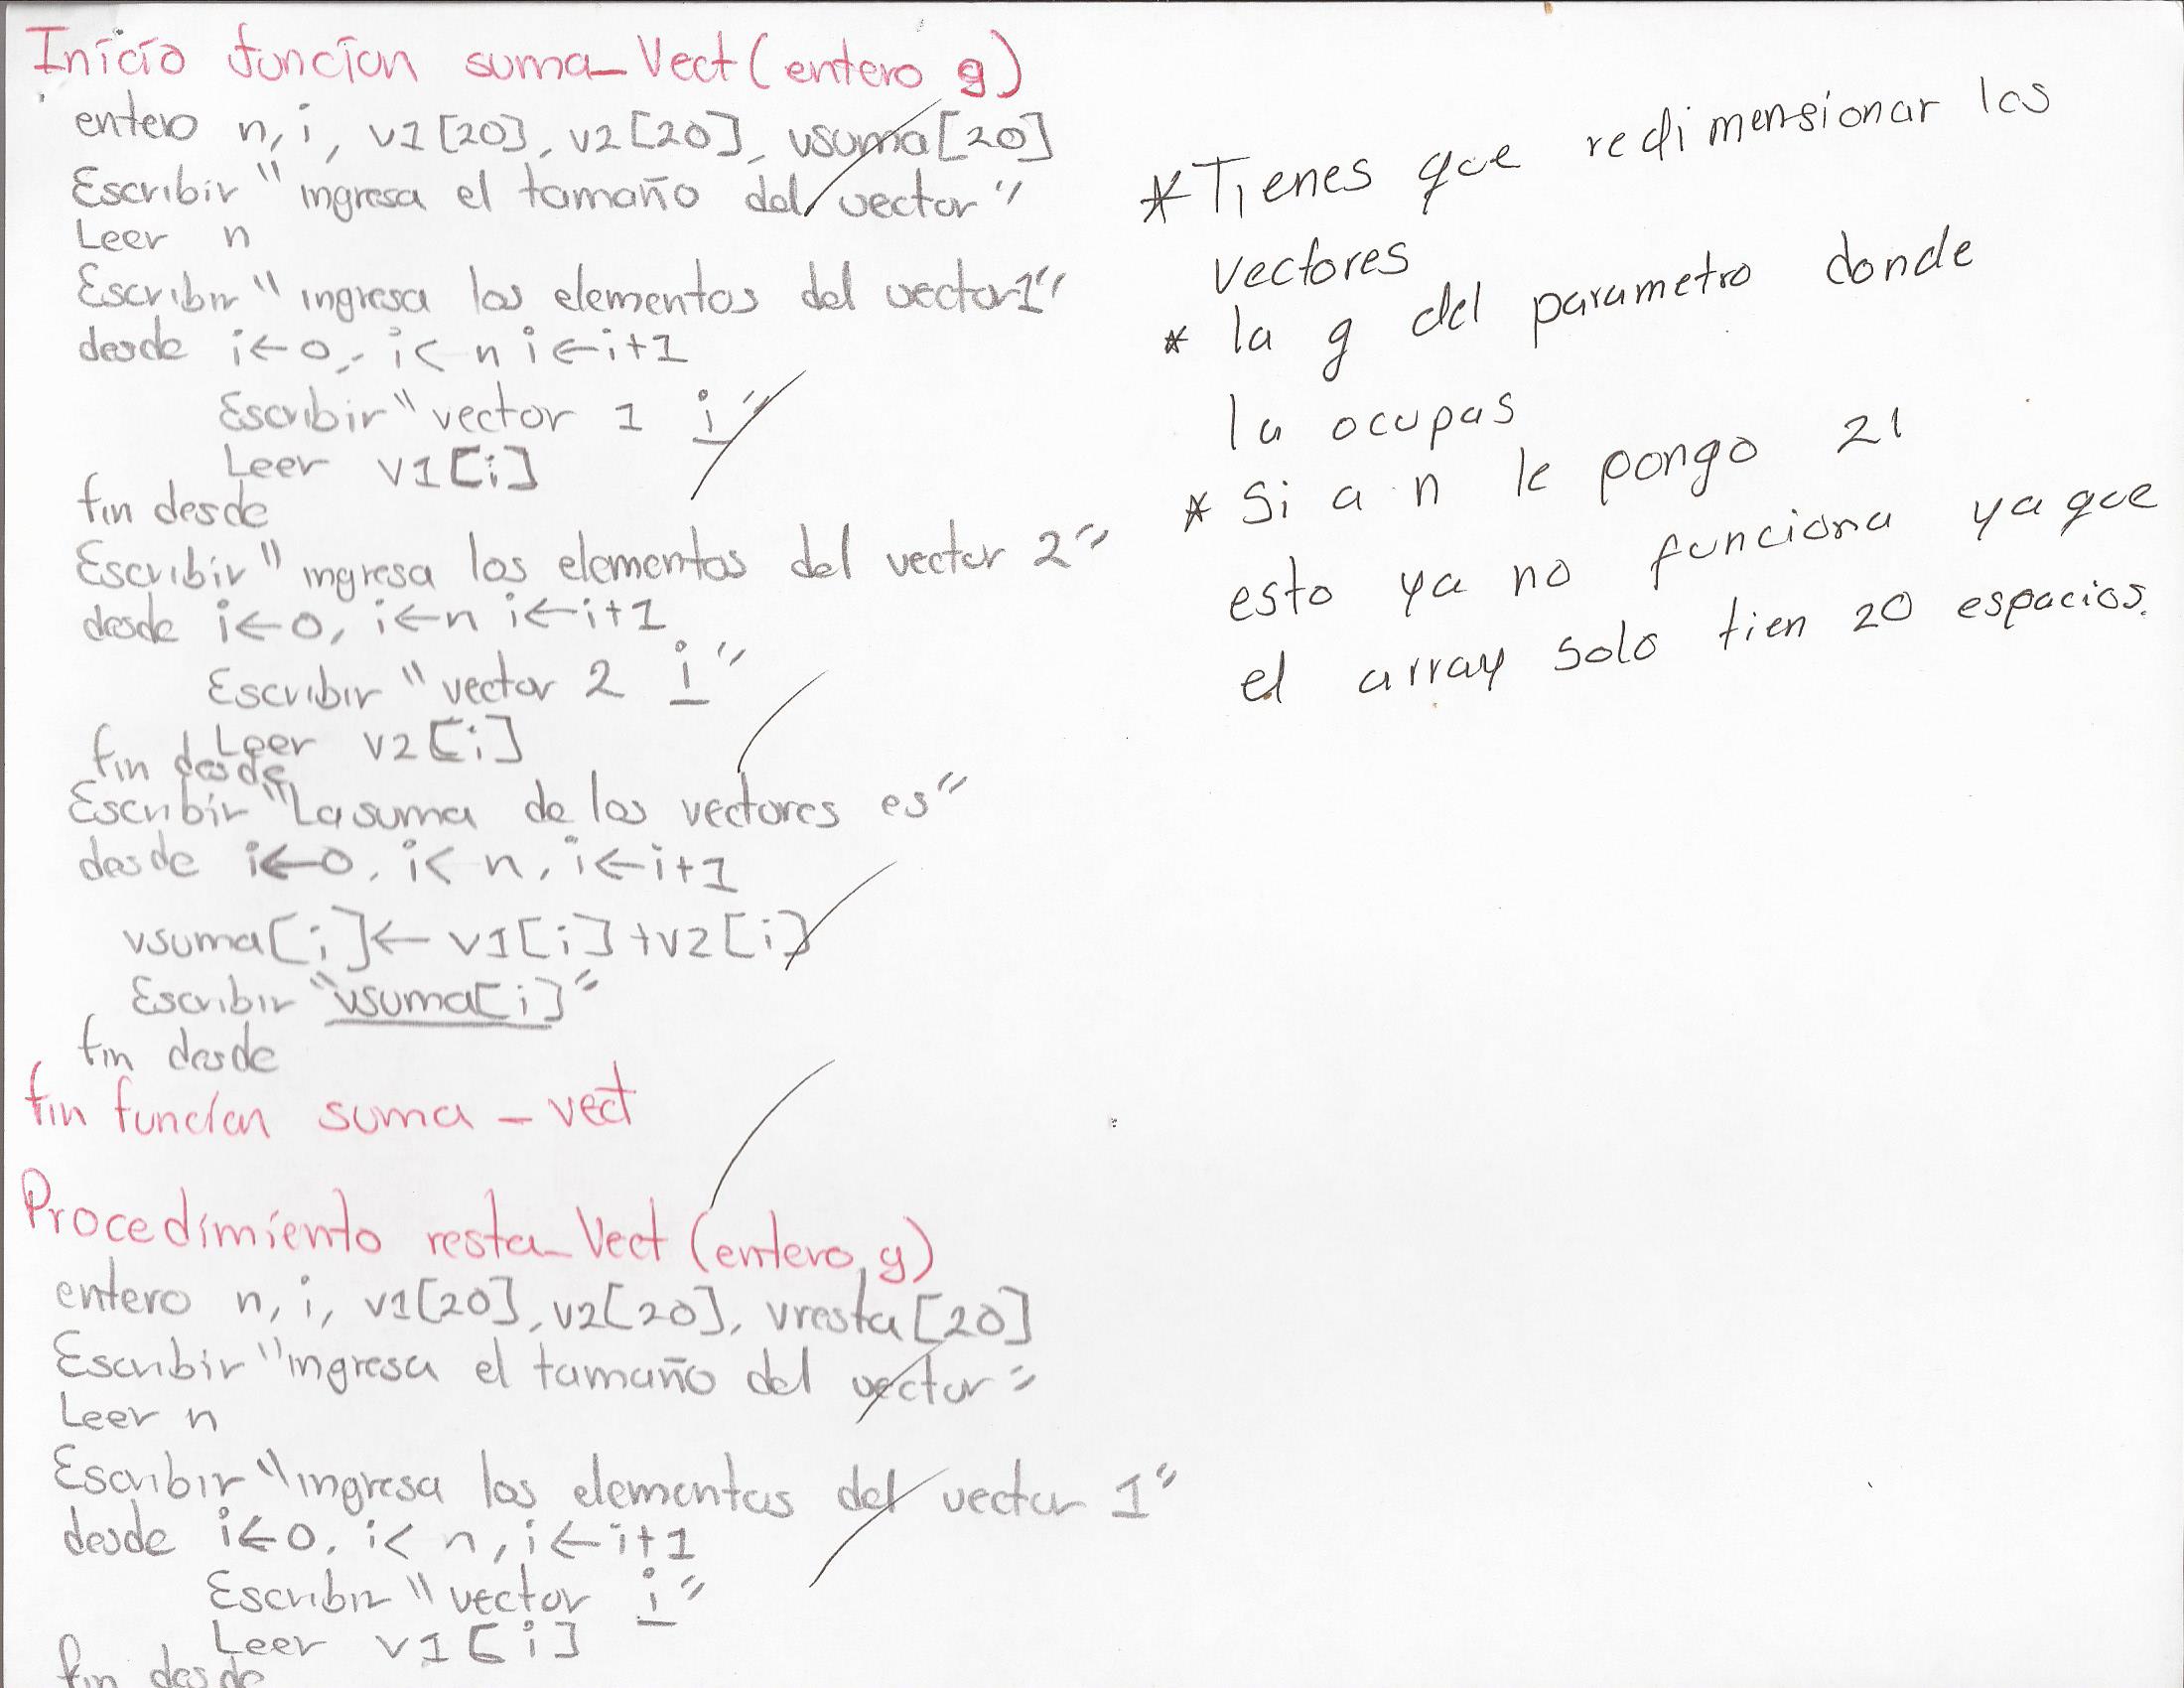 Inicio funcion suma_Vect(entero g)
entero n, i, v1[20], v2[20], vsuma[20]
Escribir "ingresa el tamaño del vector"
Leer n
Escribir "ingresa los elementos del vector1"
desde i←0, i< n i←i+1
Escribir "vector 1 i"
Leer v1[i]
fin desde
Escribir "ingresa los elementos del vector 2"
desde i←0, i←n i←i+1
Escribir "vector 2 i"
Leer v2[i]
fin desde
Escribir "La suma de los vectores es"
desde i←0, i< n, i←i+1
vsuma[i]← v1[i]+v2[i]
Escribir "vsuma[i]"
fin desde
fin funcion suma_vect
Procedimiento resta_Vect(entero g)
entero n, i, v1[20], v2[20], vresta[20]
Escribir "ingresa el tamaño del vector"
Leer n
Escribir "ingresa los elementos del vector 1"
desde i←0, i< n, i←i+1
Escribir "vector i"
Leer v1[i]
fin desde
*Tienes que redimensionar los
vectores
* la g del parametro donde
la ocupas
* Si a n le pongo 21
esto ya no funciona ya que
el array solo tien 20 espacios.